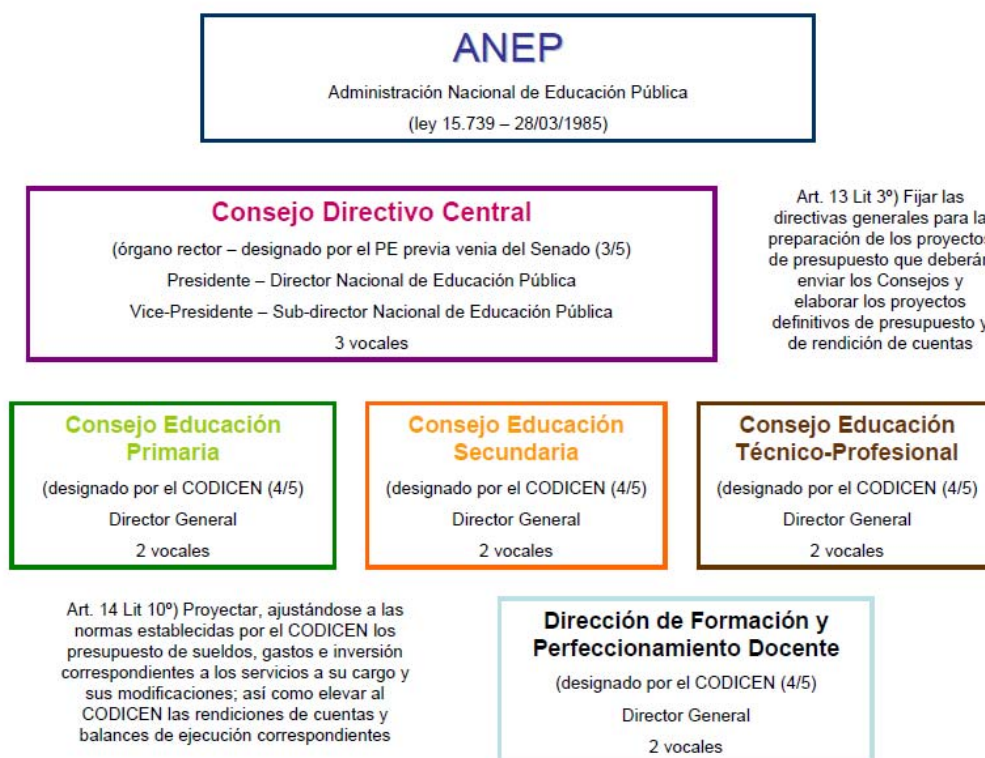 ANEP
Administración Nacional de Educación Pública
(ley 15.739 – 28/03/1985)
Consejo Directivo Central
(órgano rector – designado por el PE previa venia del Senado (3/5)
Presidente – Director Nacional de Educación Pública
Vice-Presidente – Sub-director Nacional de Educación Pública
3 vocales
Art. 13 Lit 3º) Fijar las
directivas generales para la
preparación de los proyectos
de presupuesto que deberán
enviar los Consejos y
elaborar los proyectos
definitivos de presupuesto y
de rendición de cuentas
Consejo Educación
Primaria
(designado por el CODICEN (4/5)
Director General
2 vocales
Consejo Educación
Secundaria
(designado por el CODICEN (4/5)
Director General
2 vocales
Consejo Educación
Técnico-Profesional
(designado por el CODICEN (4/5)
Director General
2 vocales
Art. 14 Lit 10º) Proyectar, ajustándose a las
normas establecidas por el CODICEN los
presupuesto de sueldos, gastos e inversión
correspondientes a los servicios a su cargo y
sus modificaciones; así como elevar al
CODICEN las rendiciones de cuentas y
balances de ejecución correspondientes
Dirección de Formación y
Perfeccionamiento Docente
(designado por el CODICEN (4/5)
Director General
2 vocales